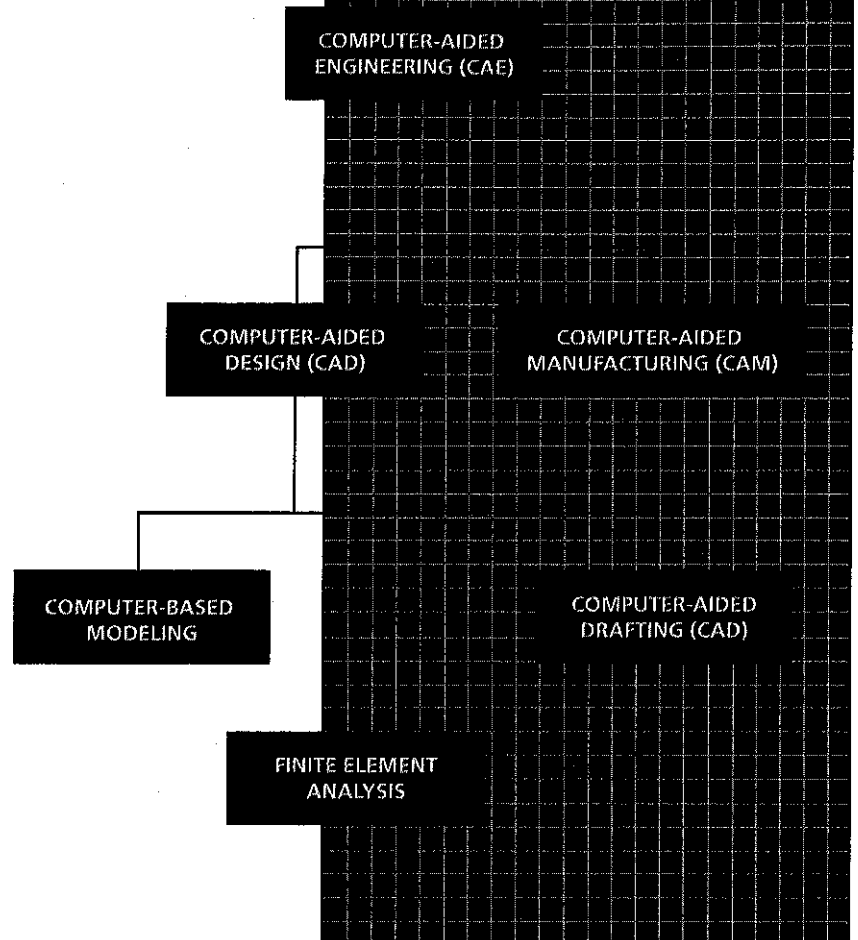 COMPUTER-AIDED
ENGINEERING (CAE)
COMPUTER-AIDED
DESIGN (CAD)
COMPUTER-AIDED
MANUFACTURING (CAM)
COMPUTER-BASED
MODELING
COMPUTER-AIDED
DRAFTING (CAD)
FINITE ELEMENT
ANALYSIS